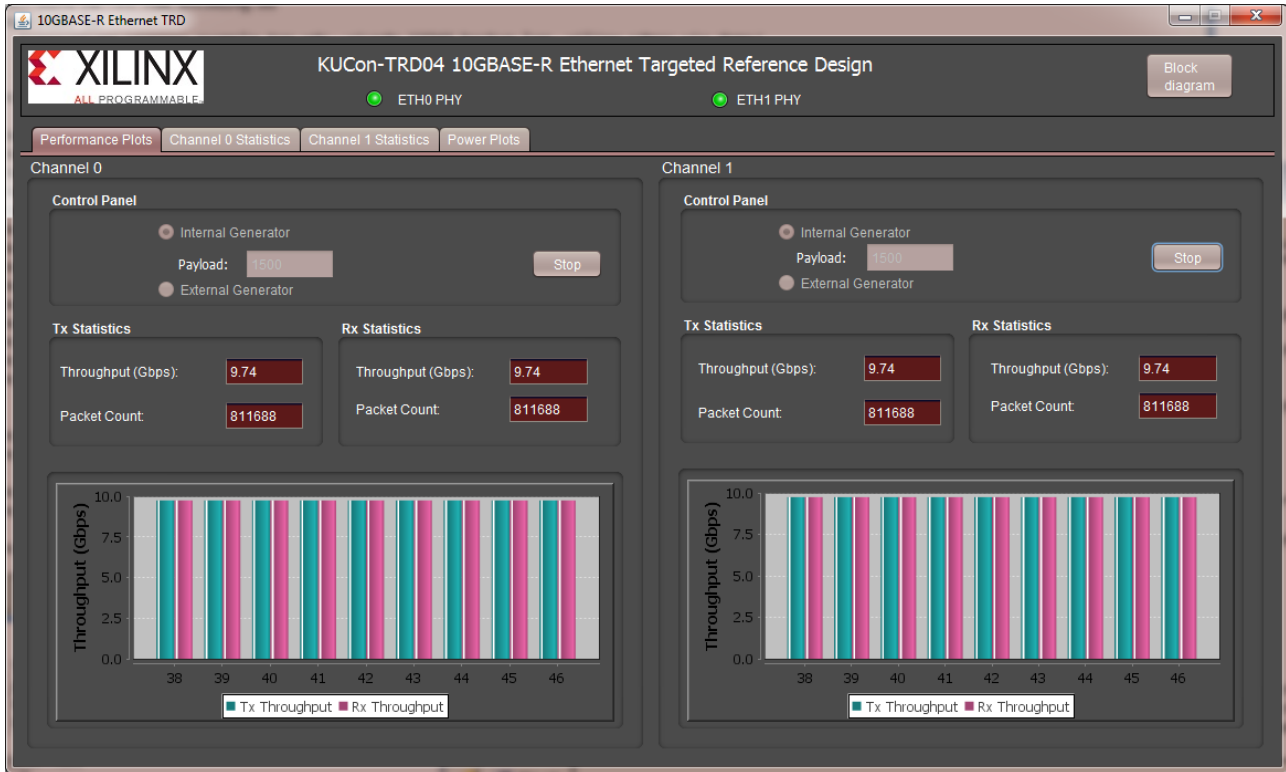 10GBASE-R Ethernet TRD
XILINX
ALL PROGRAMMABLE
KUCon-TRD04 10GBASE-R Ethernet Targeted Reference Design
ETH0 PHY
ETH1 PHY
Block
diagram
Performance Plots
Channel 0 Statistics
Channel 1 Statistics
Power Plots
Channel 0
Control Panel
Internal Generator
Payload:
1500
Stop
External Generator
Tx Statistics
Rx Statistics
Throughput (Gbps):
9.74
Throughput (Gbps):
9.74
Packet Count:
811688
Packet Count:
811688
Throughput (Gbps)
10.0
7.5
5.0
2.5
0.0
38 39 40 41 42 43 44 45 46
Tx Throughput Rx Throughput
Channel 1
Control Panel
Internal Generator
Payload:
1500
Stop
External Generator
Tx Statistics
Rx Statistics
Throughput (Gbps):
9.74
Throughput (Gbps):
9.74
Packet Count:
811688
Packet Count:
811688
Throughput (Gbps)
10.0
7.5
5.0
2.5
0.0
38 39 40 41 42 43 44 45 46
Tx Throughput Rx Throughput